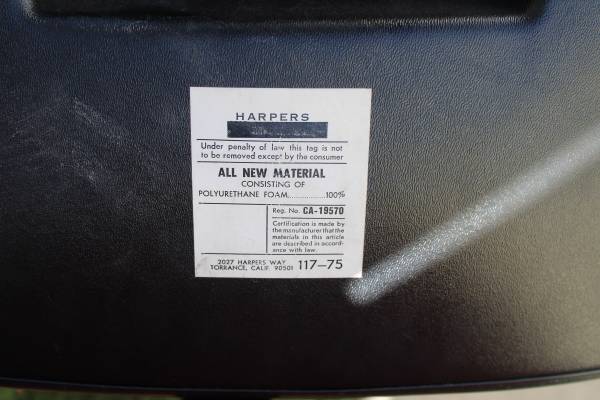 HARPERS
Under penalty of law this tag is not
to be removed except by the consumer
ALL NEW MATERIAL
CONSISTING OF
POLYURETHANE FOAM................100%
Reg. No. CA-19570
Certification is made by
the manufacturer that the
materials in this article
are described in accord-
ance with law.
2027 HARPERS WAY
TORRANCE, CALIF. 90501 117-75